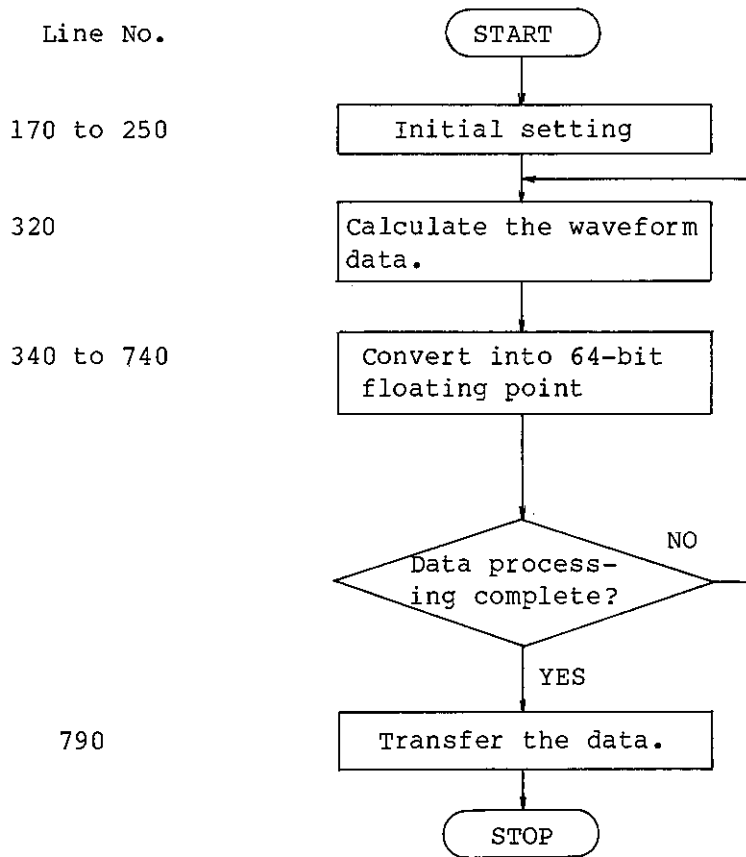 Line No.
START
170 to 250
Initial setting
320
Calculate the waveform
data.
340 to 740
Convert into 64-bit
floating point
NO
Data process-
ing complete?
YES
790
Transfer the data.
STOP